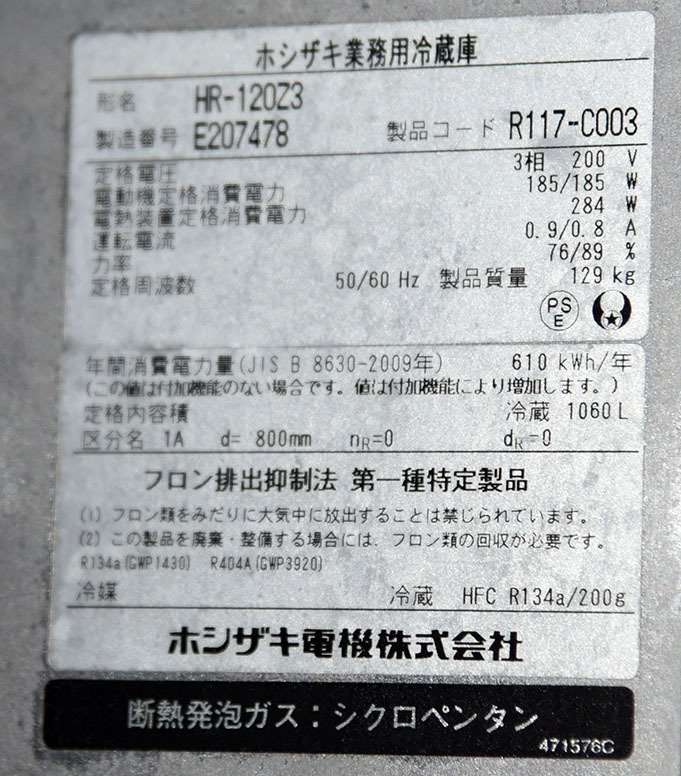 ホシザキ業務用冷蔵庫
形名 HR-120Z3
製造番号 E207478 製品コード R117-C003
定格電圧 3相 200 V
電動機定格消費電力 185/185 W
電熱装置定格消費電力 284 W
運転電流 0.9/0.8 A
力率 76/89 %
定格周波数 50/60 Hz 製品質量 129 kg
PS
E
年間消費電力量(JIS B 8630-2009年) 610 kWh/年
(この値は付加機能のない場合です。値は付加機能により増加します。)
定格内容積 冷蔵 1060 L
区分名 1A d= 800mm nR=0 dR=0
フロン排出抑制法 第一種特定製品
(1) フロン類をみだりに大気中に放出することは禁じられています。
(2) この製品を廃棄・整備する場合には、フロン類の回収が必要です。
R134a(GWP1430) R404A(GWP3920)
冷媒 冷蔵 HFC R134a/200g
ホシザキ電機株式会社
断熱発泡ガス：シクロペンタン
471576C